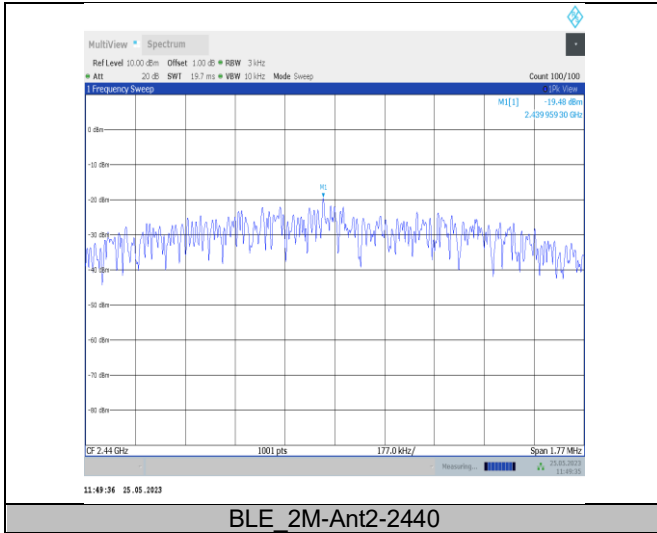 MultiView Spectrum
Ref Level 10.00 dBm Offset 1.00 dB RBW 3 kHz
Att 20 dB SWT 19.7 ms VBW 10 kHz Mode Sweep Count 100/100
1 Frequency Sweep 1Pk View
M1[1] -19.48 dBm
2.439 959 30 GHz
0 dBm
-10 dBm
M1
-20 dBm
-30 dBm
-40 dBm
-50 dBm
-60 dBm
-70 dBm
-80 dBm
CF 2.44 GHz 1001 pts 177.0 kHz/ Span 1.77 MHz
Measuring... 25.05.2023
11:49:35
11:49:36 25.05.2023
BLE_2M-Ant2-2440